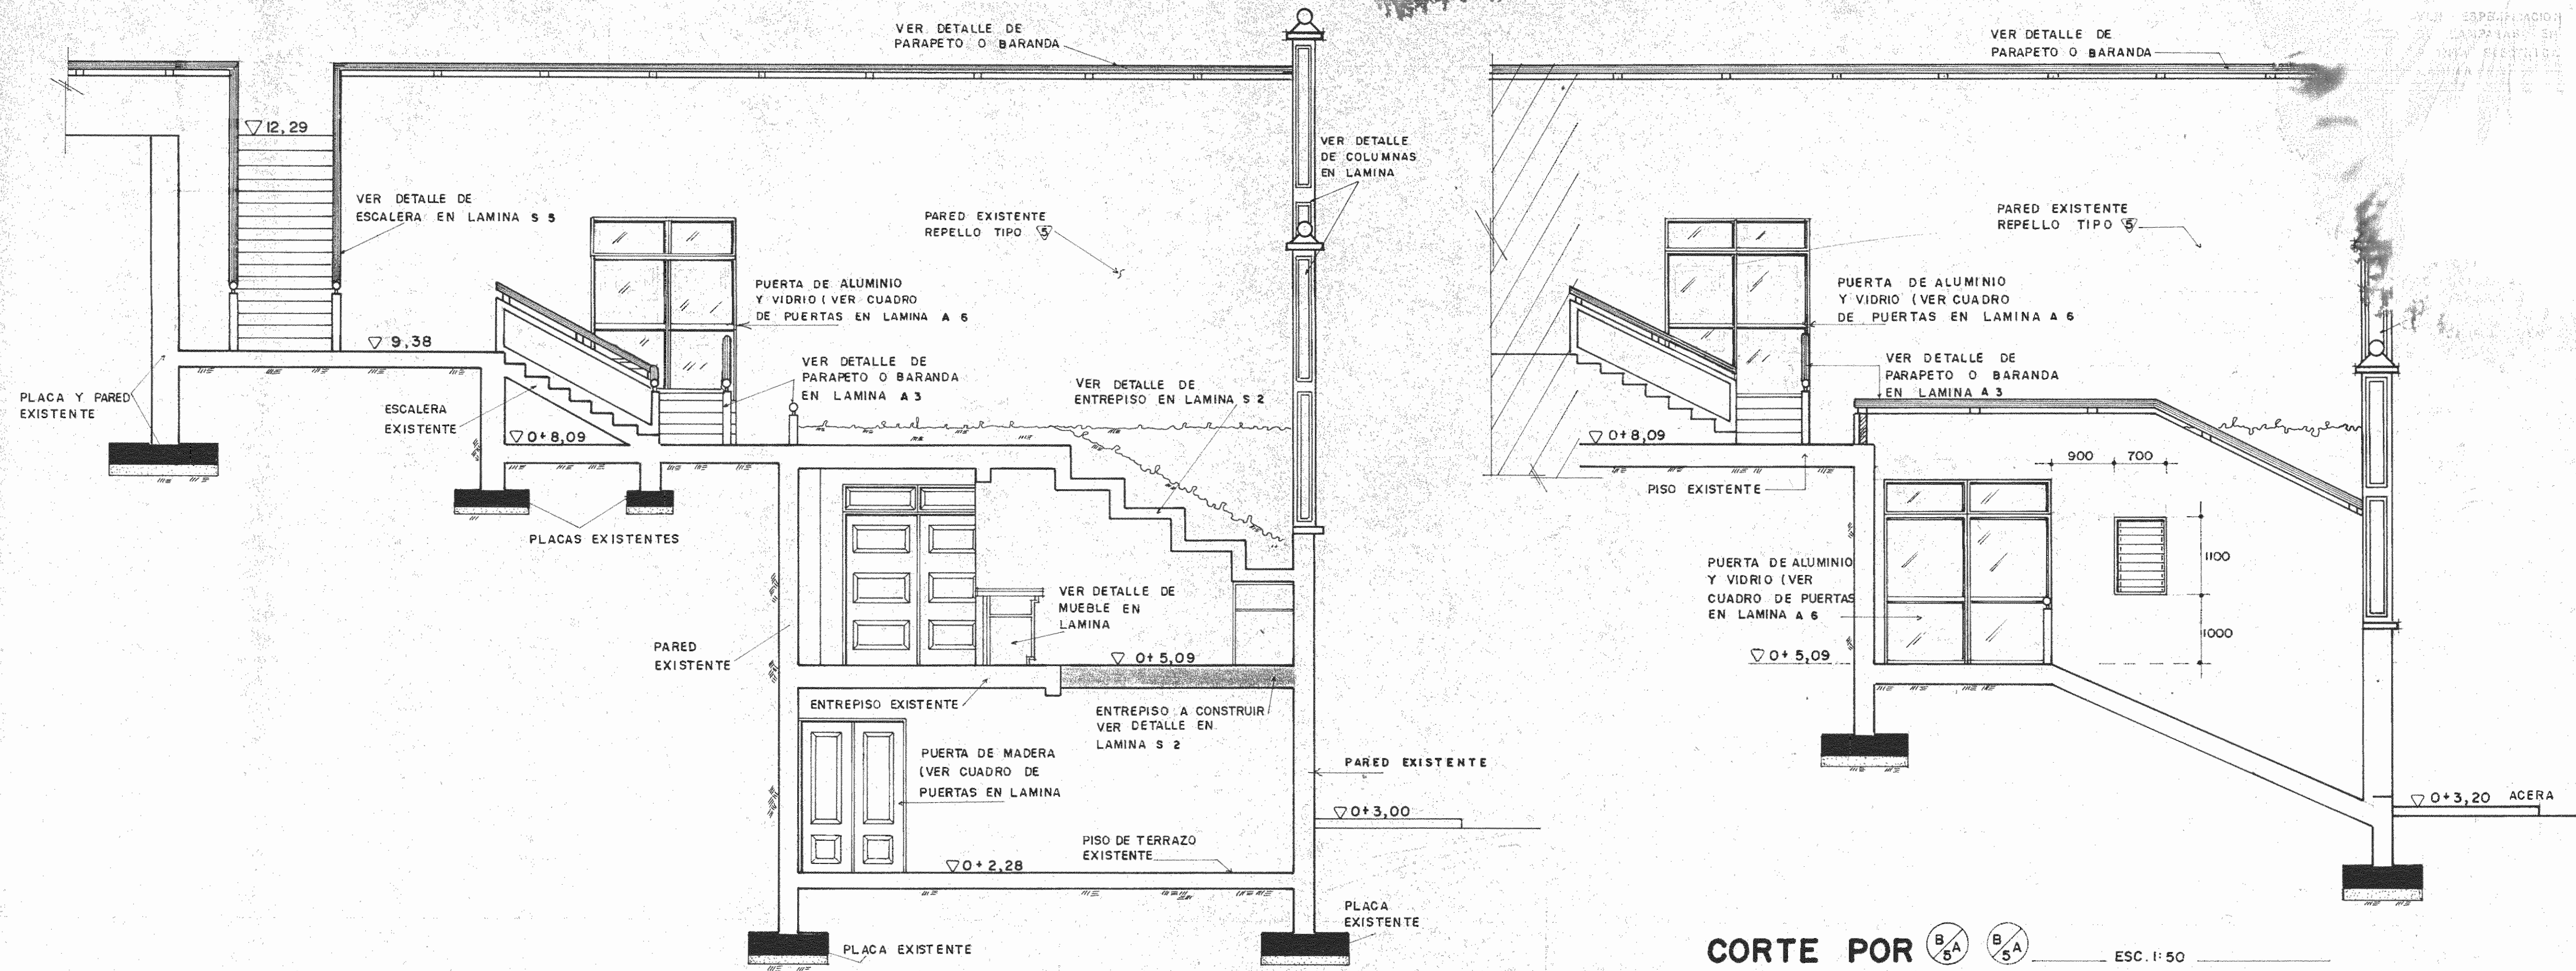 VER DETALLE DE
PARAPETO O BARANDA
12,29
VER DETALLE DE
ESCALERA EN LAMINA S 5
PARED EXISTENTE
REPELLO TIPO 5
VER DETALLE
DE COLUMNAS
EN LAMINA
PUERTA DE ALUMINIO
Y VIDRIO (VER CUADRO
DE PUERTAS EN LAMINA A 6
9,38
VER DETALLE DE
PARAPETO O BARANDA
EN LAMINA A 3
VER DETALLE DE
ENTREPISO EN LAMINA S 2
PLACA Y PARED
EXISTENTE
ESCALERA
EXISTENTE
0+8,09
PLACAS EXISTENTES
VER DETALLE DE
MUEBLE EN
LAMINA
PARED
EXISTENTE
0+5,09
ENTREPISO EXISTENTE
ENTREPISO A CONSTRUIR
VER DETALLE EN
LAMINA S 2
PUERTA DE MADERA
(VER CUADRO DE
PUERTAS EN LAMINA
PARED EXISTENTE
0+3,00
PISO DE TERRAZO
EXISTENTE
0+2,28
PLACA
EXISTENTE
PLACA EXISTENTE
VER DETALLE DE
PARAPETO O BARANDA
PARED EXISTENTE
REPELLO TIPO 5
PUERTA DE ALUMINIO
Y VIDRIO (VER CUADRO
DE PUERTAS EN LAMINA A 6
VER DETALLE DE
PARAPETO O BARANDA
EN LAMINA A 3
0+8,09
PISO EXISTENTE
900 700
1100
1000
PUERTA DE ALUMINIO
Y VIDRIO (VER
CUADRO DE PUERTAS
EN LAMINA A 6
0+5,09
0+3,20 ACERA
CORTE POR B/5A B/5A ESC. 1:50